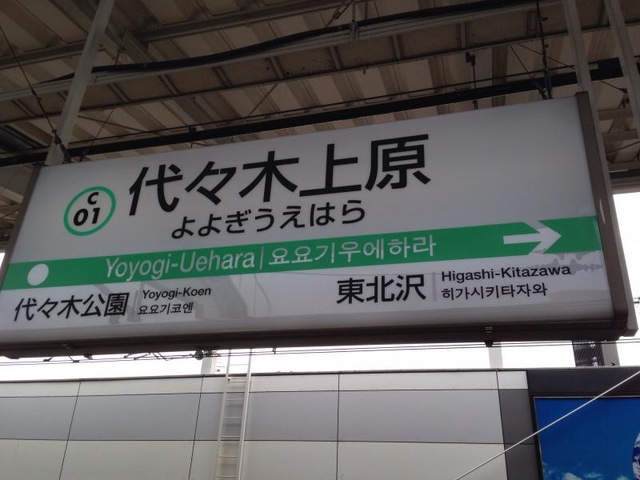 C
01
代々木上原
よよぎうえはら
Yoyogi-Uehara|요요기우에하라
代々木公園 Yoyogi-Koen
요요기코엔
東北沢 Higashi-Kitazawa
히가시키타자와